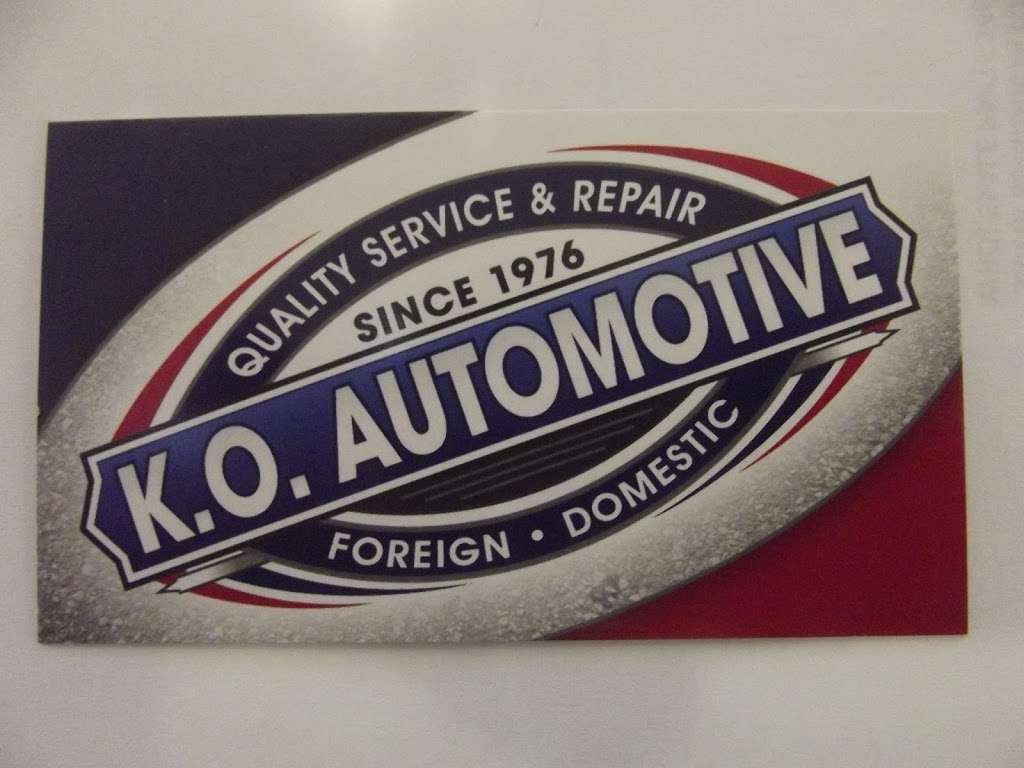 QUALITY SERVICE & REPAIR
SINCE 1976
K.O. AUTOMOTIVE
FOREIGN • DOMESTIC